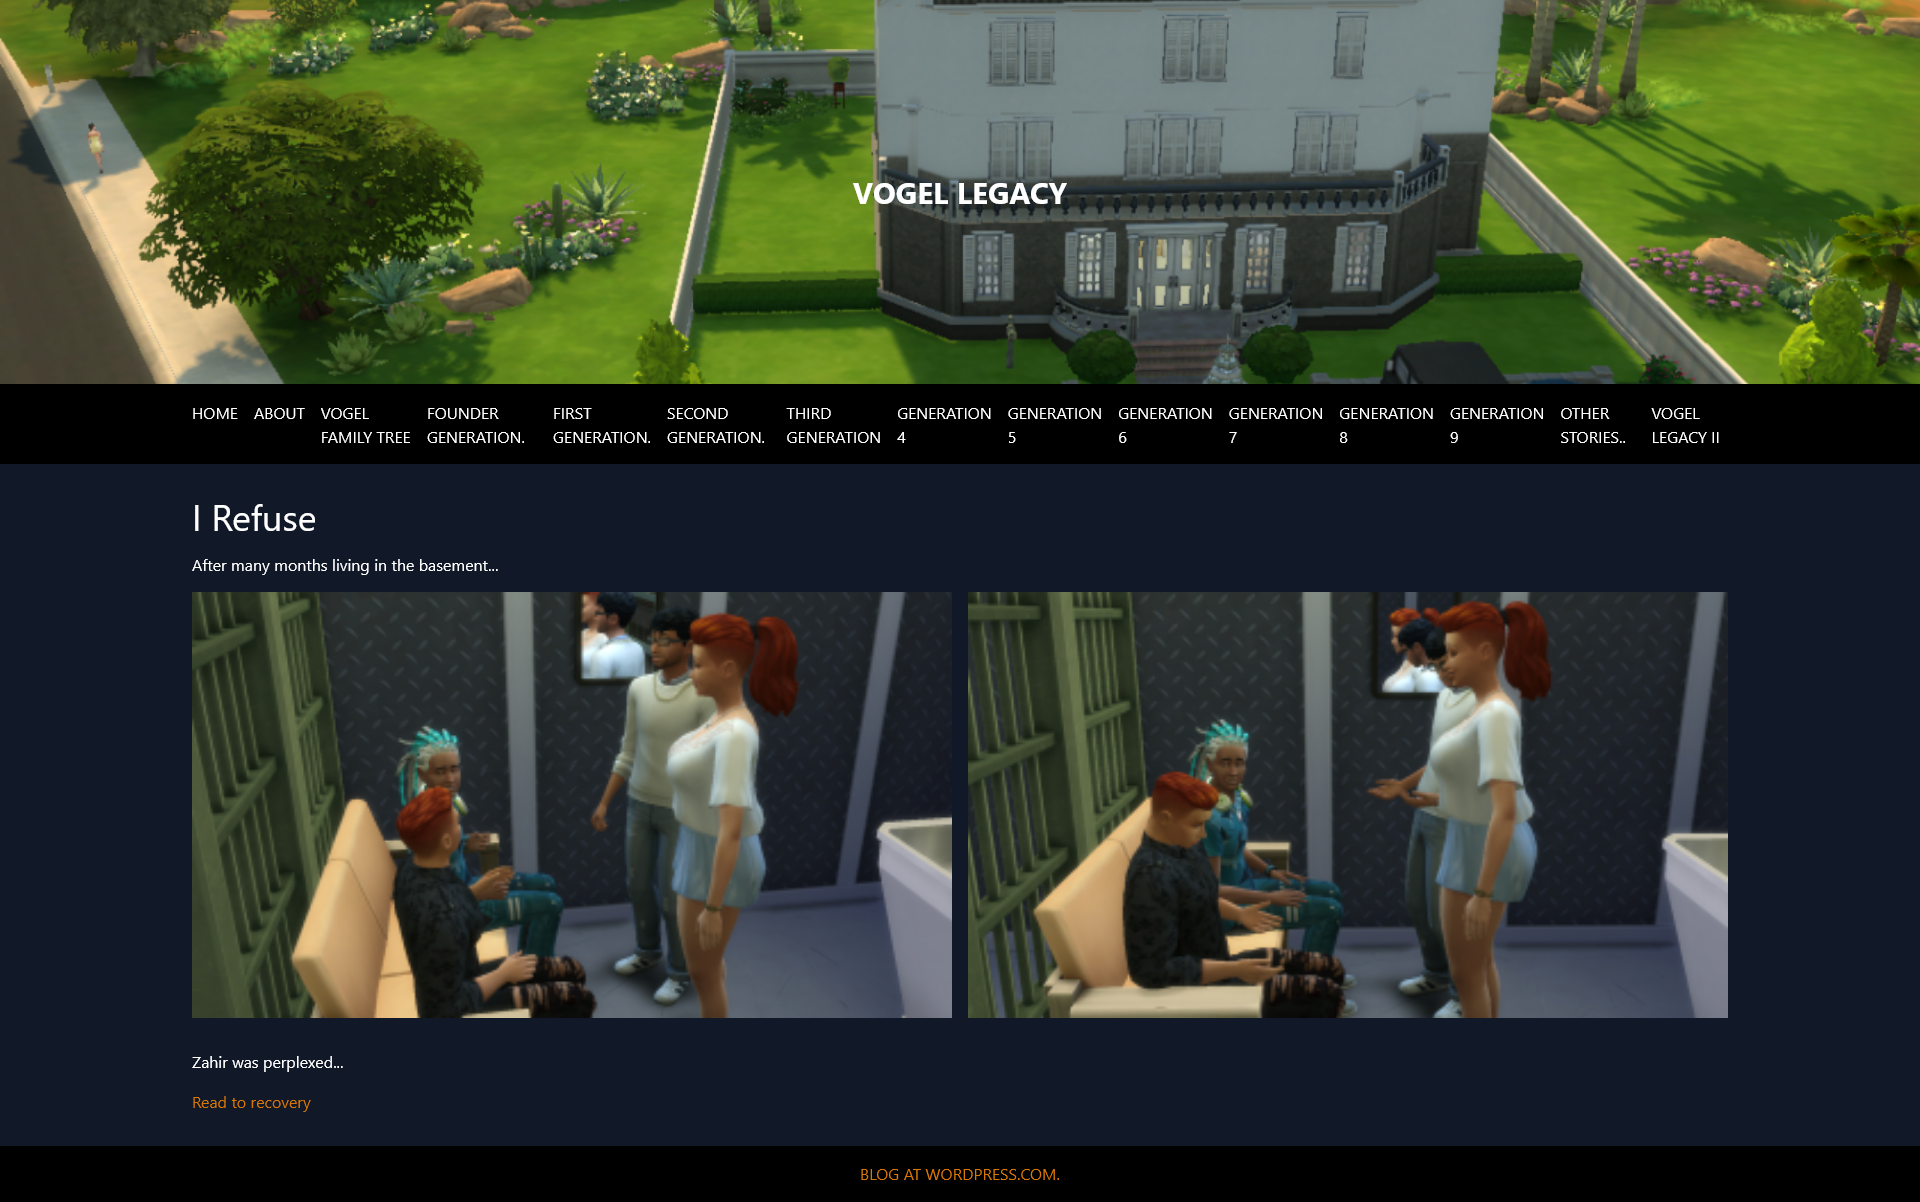 VOGEL LEGACY
HOME
ABOUT
VOGEL
FAMILY TREE
FOUNDER
GENERATION.
FIRST
GENERATION.
SECOND
GENERATION.
THIRD
GENERATION
GENERATION
4
GENERATION
5
GENERATION
6
GENERATION
7
GENERATION
8
GENERATION
9
OTHER
STORIES..
VOGEL
LEGACY II
I Refuse
After many months living in the basement...
Zahir was perplexed...
Read to recovery
BLOG AT WORDPRESS.COM.